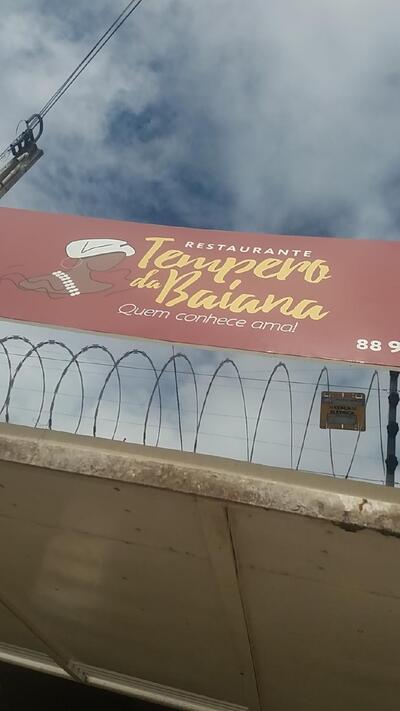 RESTAURANTE
Tempero
da Baiana
Quem conhece ama!
88 9